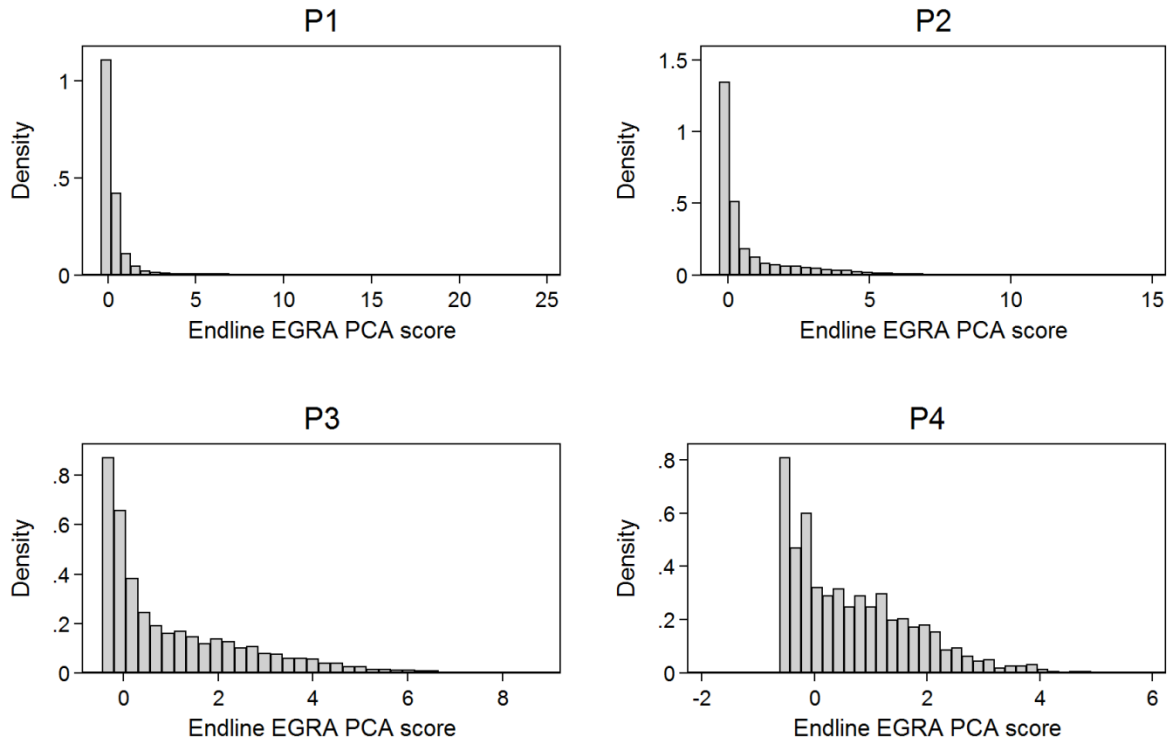 P1
Density
1
.5
0
0 5 10 15 20 25
Endline EGRA PCA score
P2
Density
1.5
1
.5
0
0 5 10 15
Endline EGRA PCA score
P3
Density
.8
.6
.4
.2
0
0 2 4 6 8
Endline EGRA PCA score
P4
Density
.8
.6
.4
.2
0
-2 0 2 4 6
Endline EGRA PCA score